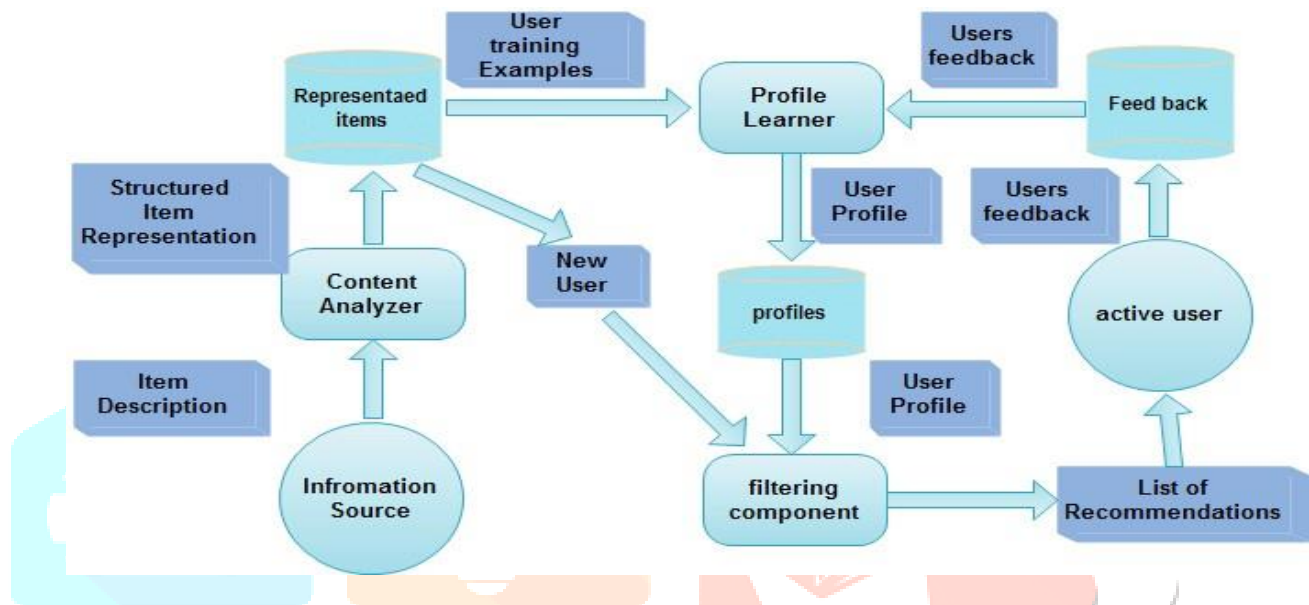 User
training
Examples
Users
feedback
Representaed
items
Profile
Learner
Feed back
Structured
Item
Representation
User
Profile
Users
feedback
New
User
Content
Analyzer
profiles
active user
Item
Description
User
Profile
Infromation
Source
filtering
component
List of
Recommendations